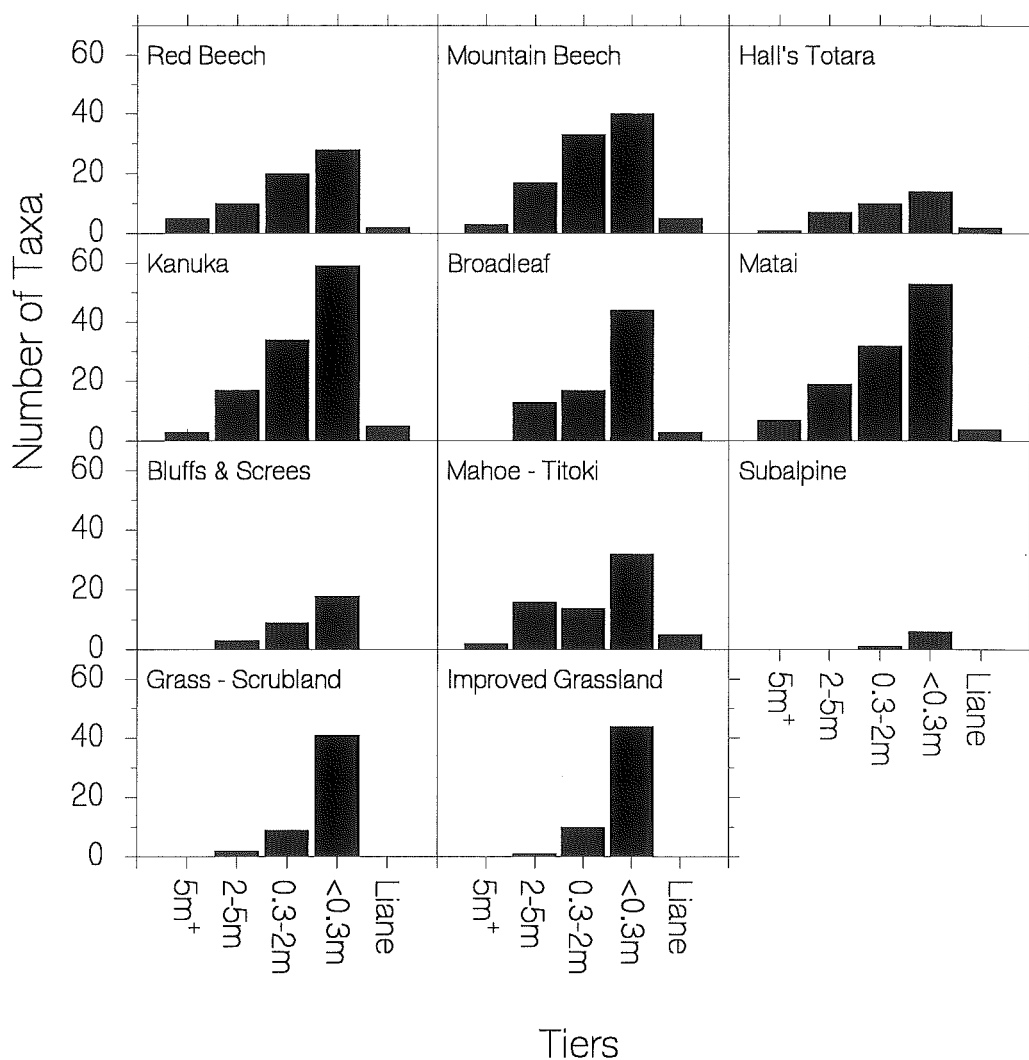 Number of Taxa
60
40
20
0
Red Beech
Mountain Beech
Hall's Totara
60
40
20
0
Kanuka
Broadleaf
Matai
60
40
20
0
Bluffs & Screes
Mahoe - Titoki
Subalpine
60
40
20
0
Grass - Scrubland
Improved Grassland
5m+
2-5m
0.3-2m
<0.3m
Liane
5m+
2-5m
0.3-2m
<0.3m
Liane
5m+
2-5m
0.3-2m
<0.3m
Liane
Tiers